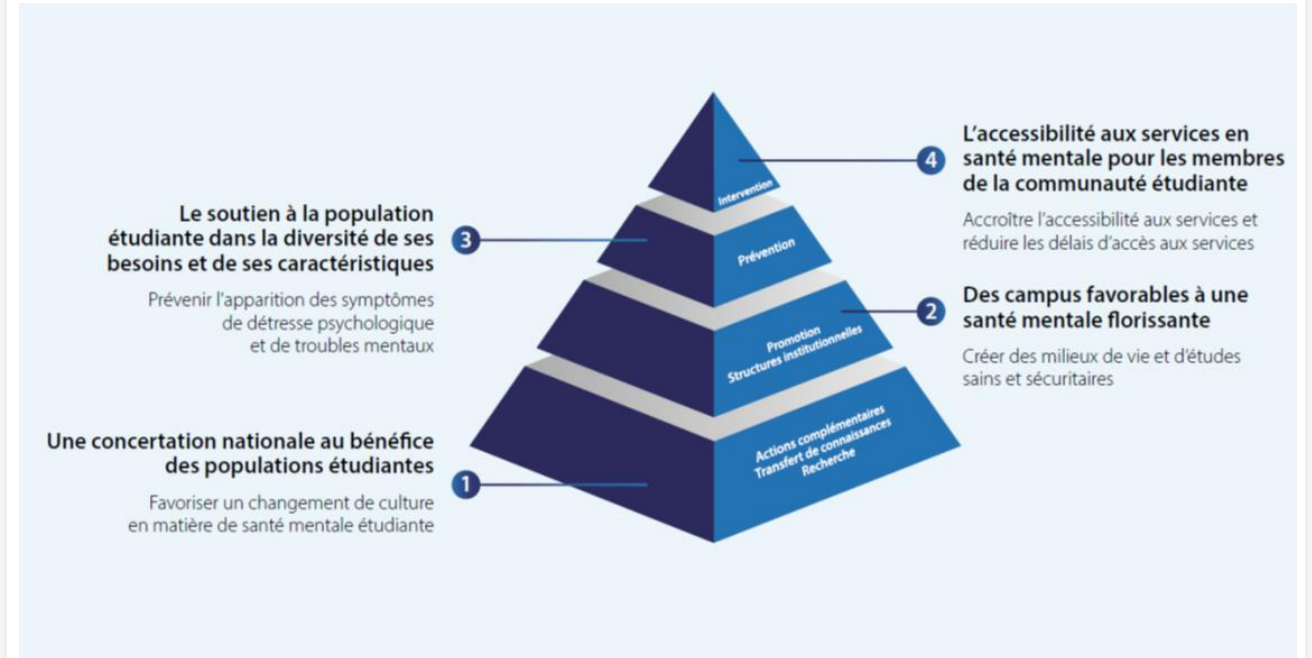 L'accessibilité aux services en
santé mentale pour les membres
de la communauté étudiante
4
Accroître l'accessibilité aux services et
réduire les délais d'accès aux services
Intervention
Le soutien à la population
étudiante dans la diversité de ses
besoins et de ses caractéristiques
3
Prévenir l'apparition des symptômes
de détresse psychologique
et de troubles mentaux
Prévention
Des campus favorables à une
santé mentale florissante
2
Créer des milieux de vie et d'études
sains et sécuritaires
Promotion
Structures institutionnelles
Une concertation nationale au bénéfice
des populations étudiantes
1
Favoriser un changement de culture
en matière de santé mentale étudiante
Actions complémentaires
Transfert de connaissances
Recherche